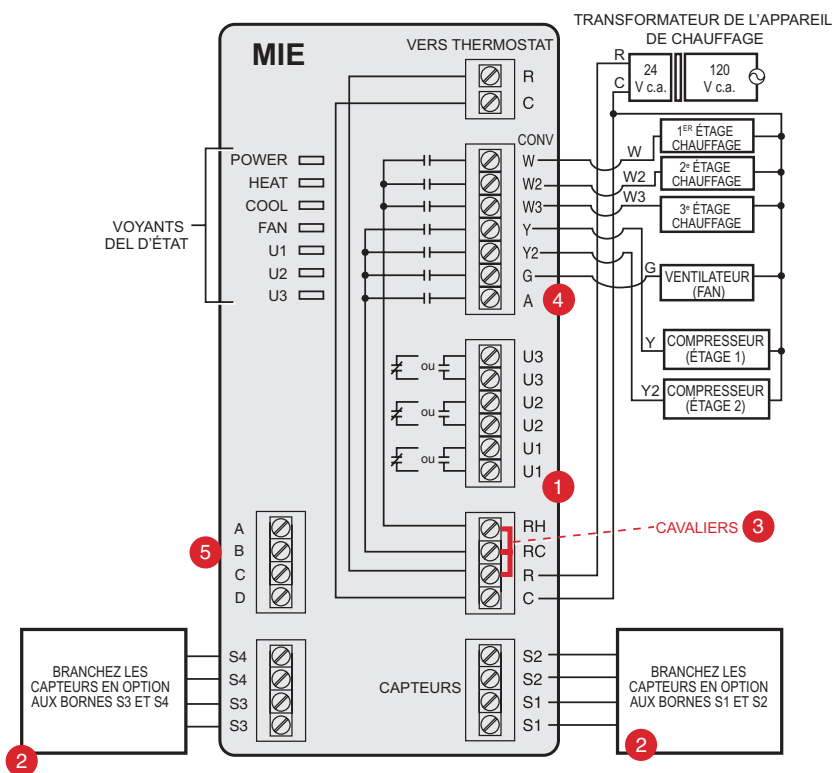 TRANSFORMATEUR DE L'APPAREIL
DE CHAUFFAGE
MIE
VERS THERMOSTAT
R
C
R
C
24
V c.a.
120
V c.a.
CONV
POWER
HEAT
COOL
FAN
U1
U2
U3
VOYANTS
DEL D'ÉTAT
W
W2
W3
Y
Y2
G
A
4
W
W2
W3
G
Y
Y2
1ER ÉTAGE
CHAUFFAGE
2e ÉTAGE
CHAUFFAGE
3e ÉTAGE
CHAUFFAGE
VENTILATEUR
(FAN)
COMPRESSEUR
(ÉTAGE 1)
COMPRESSEUR
(ÉTAGE 2)
ou
ou
ou
U3
U3
U2
U2
U1
U1
1
RH
RC
R
C
CAVALIERS 3
5
A
B
C
D
BRANCHEZ LES
CAPTEURS EN OPTION
AUX BORNES S3 ET S4
2
S4
S4
S3
S3
CAPTEURS
S2
S2
S1
S1
BRANCHEZ LES
CAPTEURS EN OPTION
AUX BORNES S1 ET S2
2